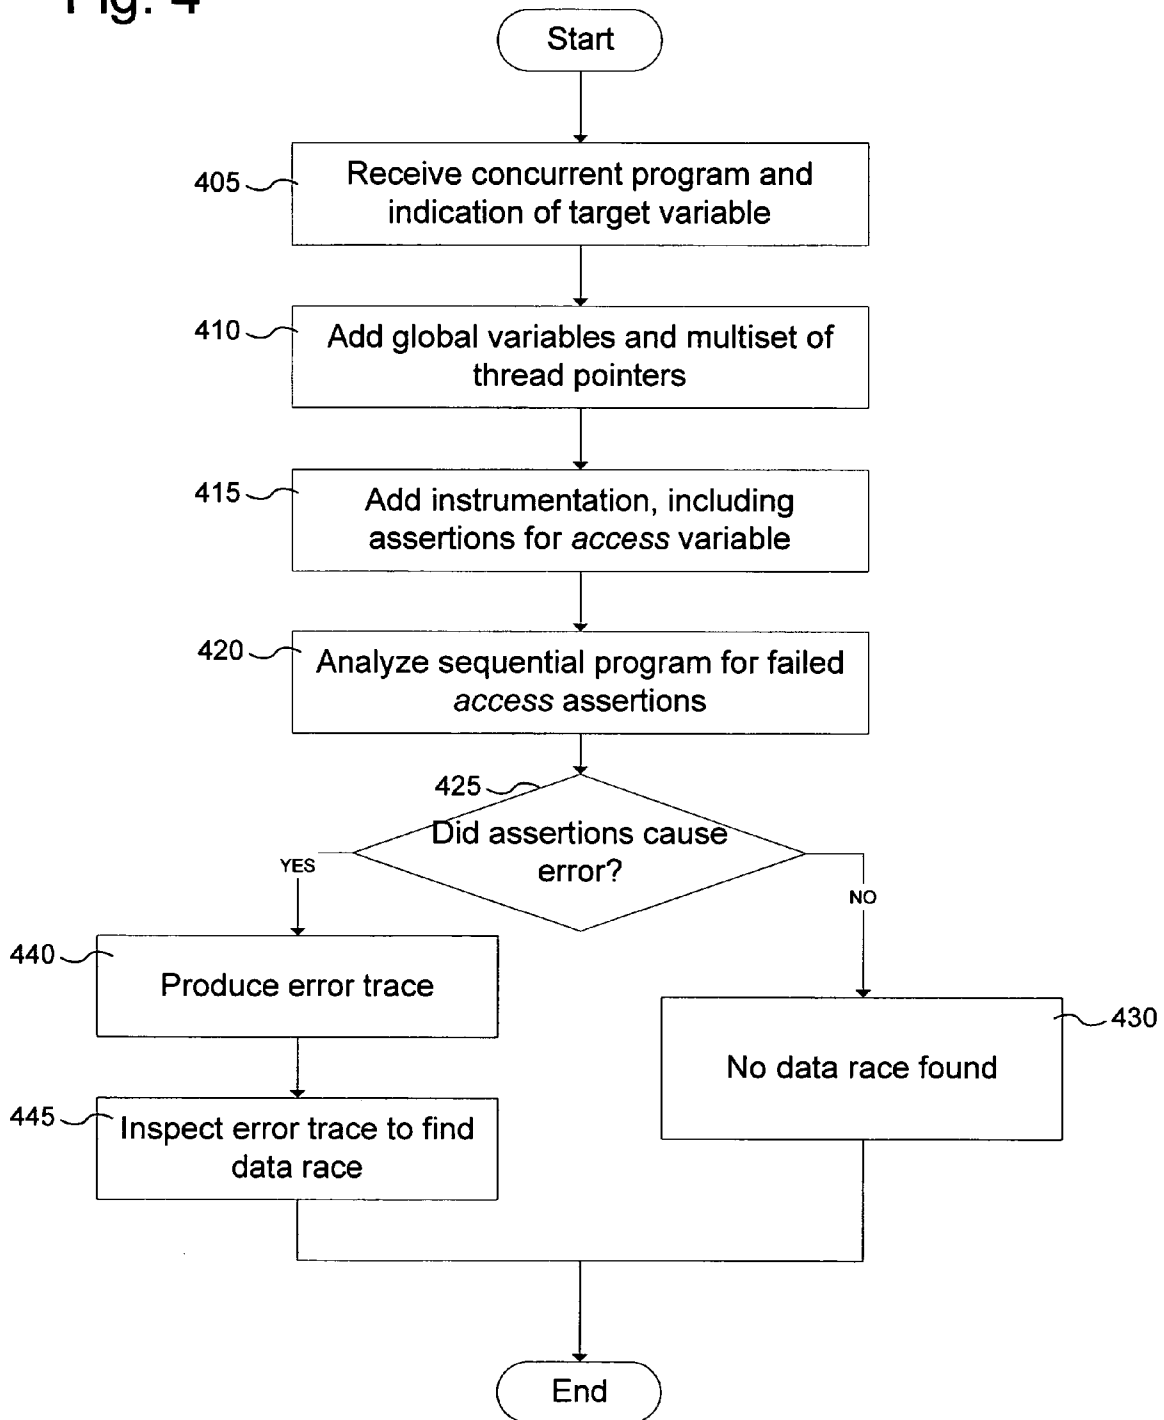 Fig. 4
Start
405
Receive concurrent program and
indication of target variable
410
Add global variables and multiset of
thread pointers
415
Add instrumentation, including
assertions for access variable
420
Analyze sequential program for failed
access assertions
425
Did assertions cause
error?
YES
NO
440
Produce error trace
430
No data race found
445
Inspect error trace to find
data race
End